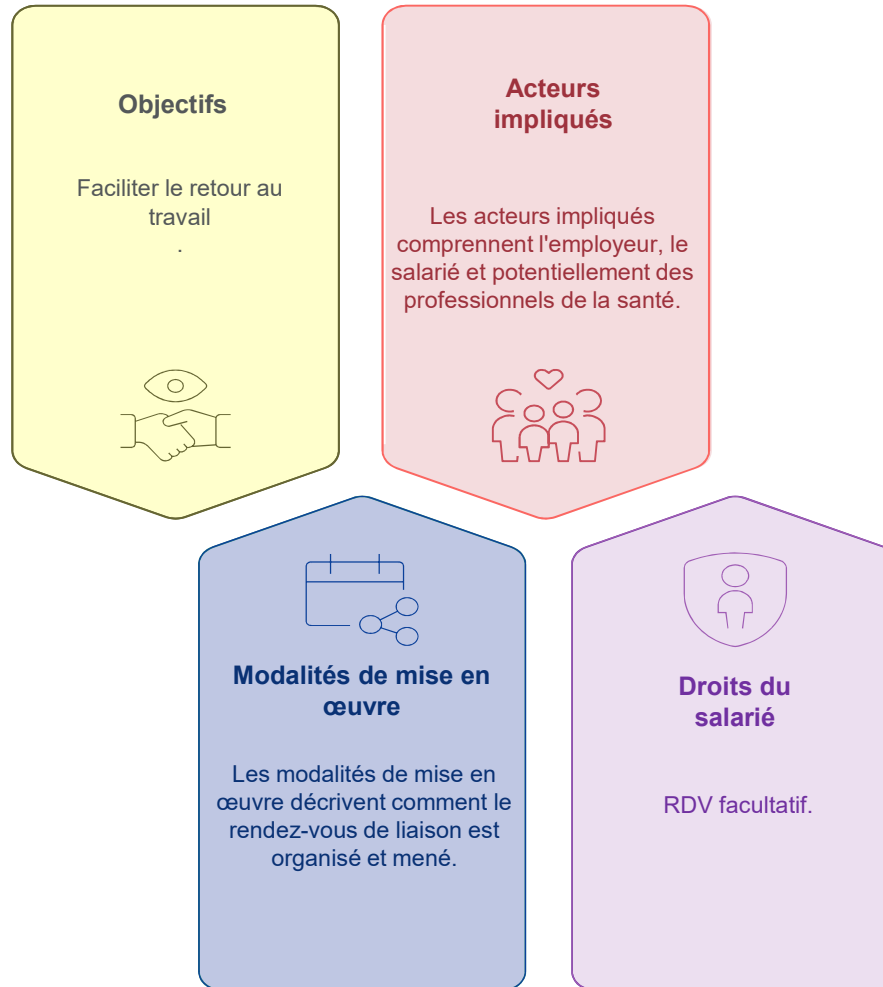 Objectifs
Faciliter le retour au
travail
.
Acteurs
impliqués
Les acteurs impliqués
comprennent l'employeur, le
salarié et potentiellement des
professionnels de la santé.
Modalités de mise en
œuvre
Les modalités de mise en
œuvre décrivent comment le
rendez-vous de liaison est
organisé et mené.
Droits du
salarié
RDV facultatif.